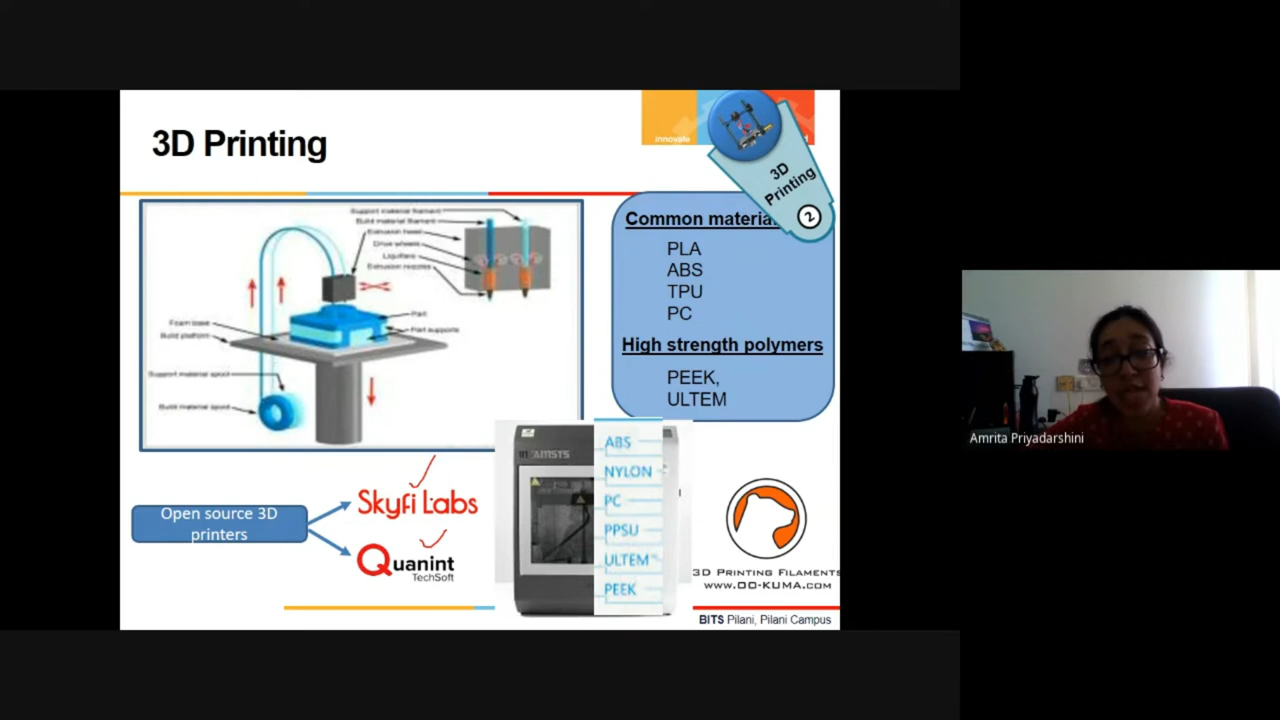 3D Printing
innovate
3D
Printing
2
Support material filament
Build material filament
Extrusion head
Drive wheels
Liquifiers
Extrusion nozzles
Part
Part supports
Foam base
Build platform
Support material spool
Build material spool
Common
PLA
ABS
TPU
PC
High strength polymers
PEEK,
ULTEM
Open source 3D
printers
Skyfi Labs
Quanint
TechSoft
ABS
NYLON
PC
PPSU
ULTEM
PEEK
3D PRINTING FILAMENTS
WWW.OO-KUMA.COM
BITS Pilani, Pilani Campus
Amrita Priyadarshini